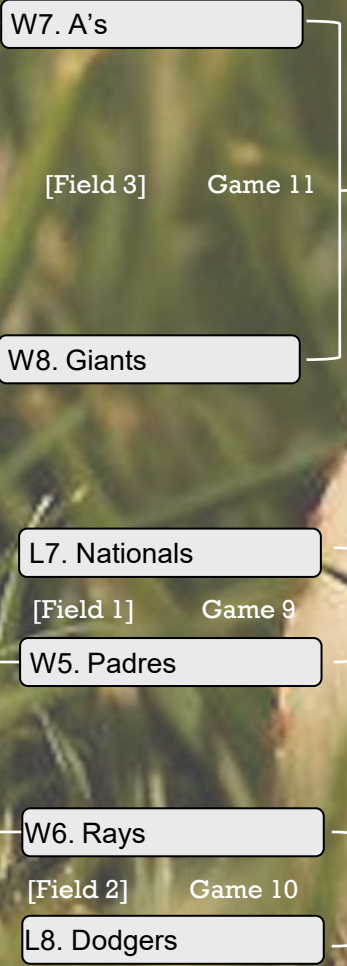 W7. A’s
[Field 3] Game 11
W8. Giants
L7. Nationals
[Field 1] Game 9
W5. Padres
W6. Rays
[Field 2] Game 10
L8. Dodgers